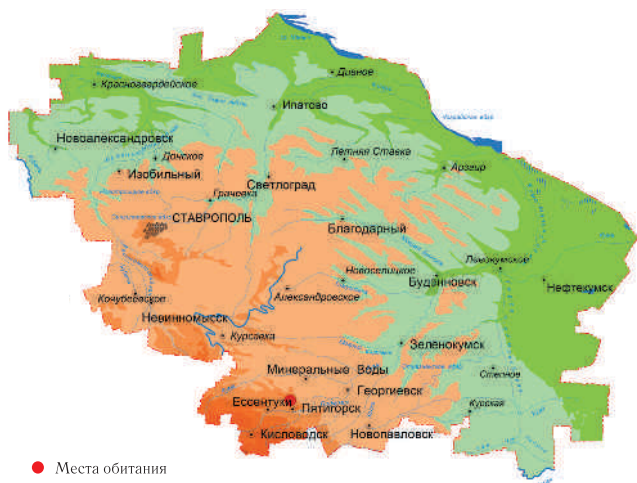 Дивное
Красногвардейское
Ипатово
Новоалександровск
Донское
Летняя Ставка
Арзгир
Изобильный
Светлоград
Грачевка
СТАВРОПОЛЬ
Благодарный
Левокумское
Новоселицкое
Буденновск
Нефтекумск
Кочубеевское
Александровское
Невинномысск
Курсавка
Зеленокумск
Минеральные Воды
Степное
Ессентуки
Георгиевск
Пятигорск
Курская
Кисловодск
Новопавловск
Места обитания